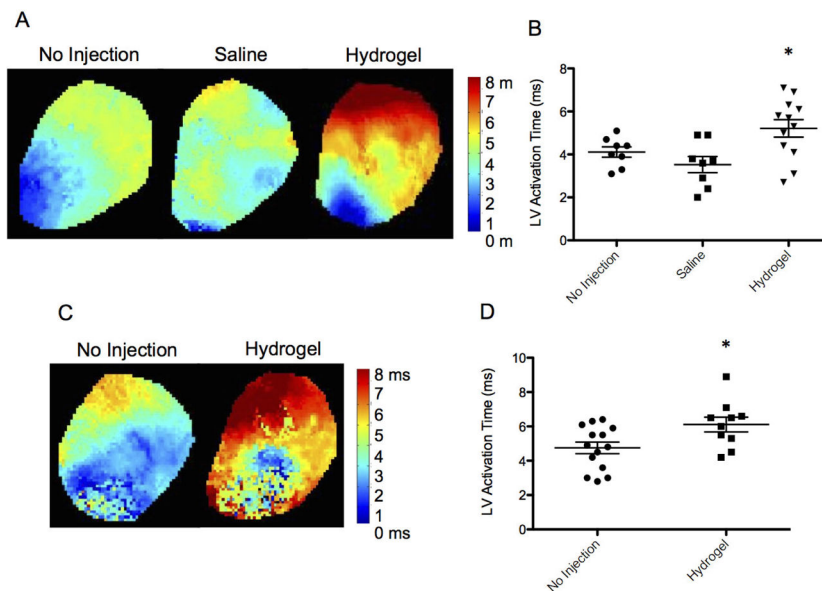 A
No Injection Saline Hydrogel
8 m
7
6
5
4
3
2
1
0 m
B
*
LV Activation Time (ms)
8
6
4
2
0
No Injection
Saline
Hydrogel
C
No Injection Hydrogel
8 ms
7
6
5
4
3
2
1
0 ms
D
*
LV Activation Time (ms)
10
8
6
4
2
0
No Injection
Hydrogel